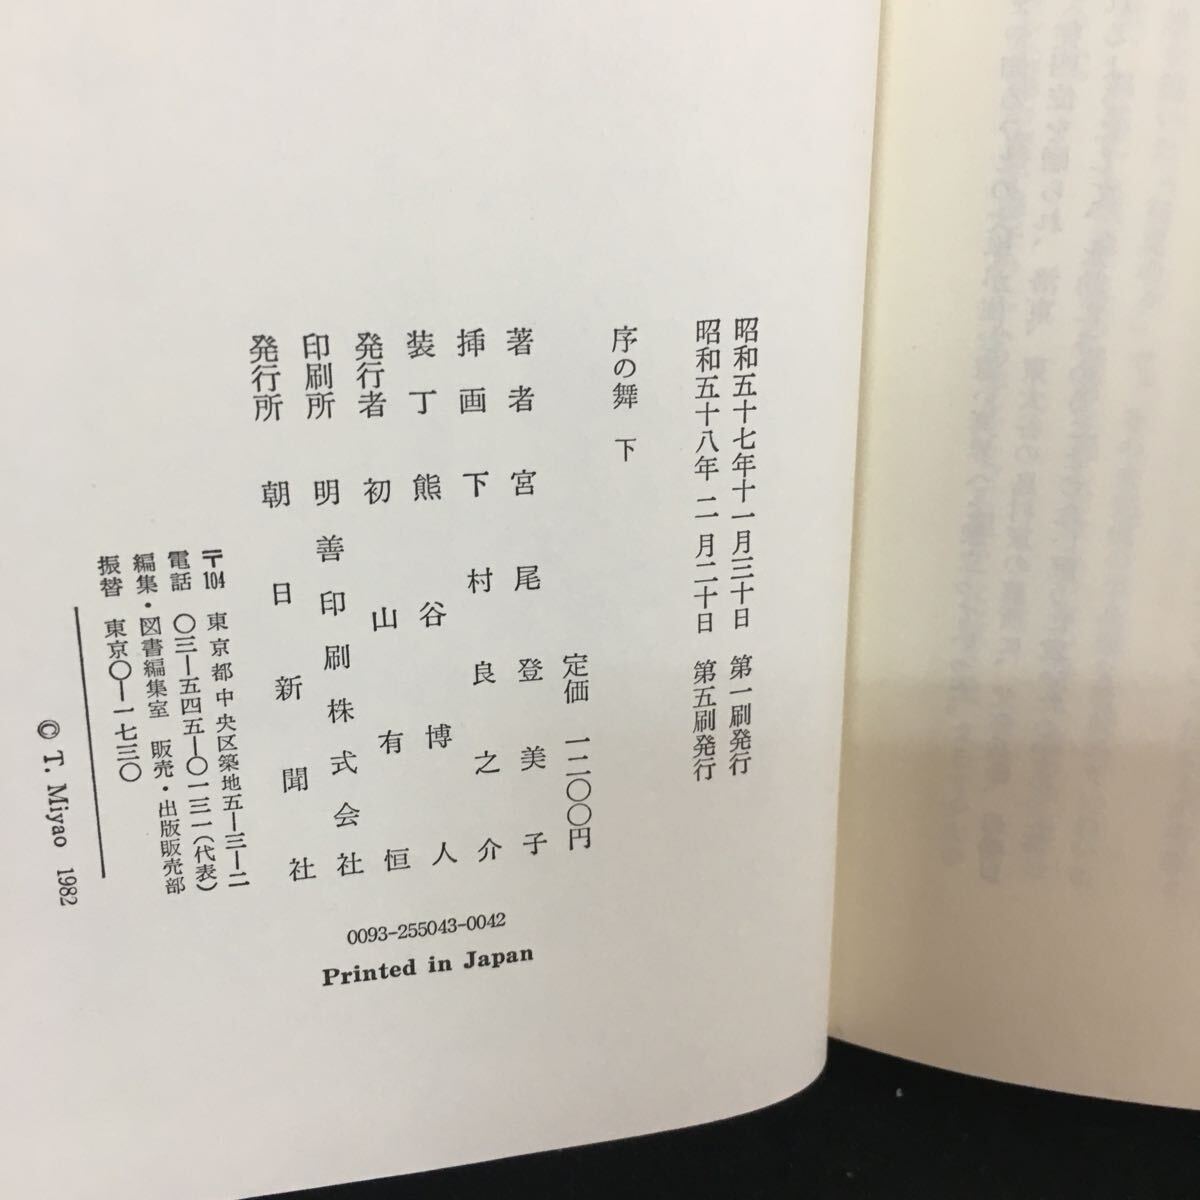 昭和五十七年十一月三十日　第一刷発行
昭和五十八年 二 月二十日　第五刷発行
序の舞　下
定価　一二〇〇円
著者　宮尾登美子
挿画　下村良之介
装丁　熊谷博人
発行者　初山有恒
印刷所　明善印刷株式会社
発行所　朝日新聞社
〒104　東京都中央区築地五―三―二
電話　〇三―五四五―〇一三一(代表)
編集・図書編集室　販売・出版販売部
振替　東京〇―一七三〇
© T. Miyao 1982
0093-255043-0042
Printed in Japan